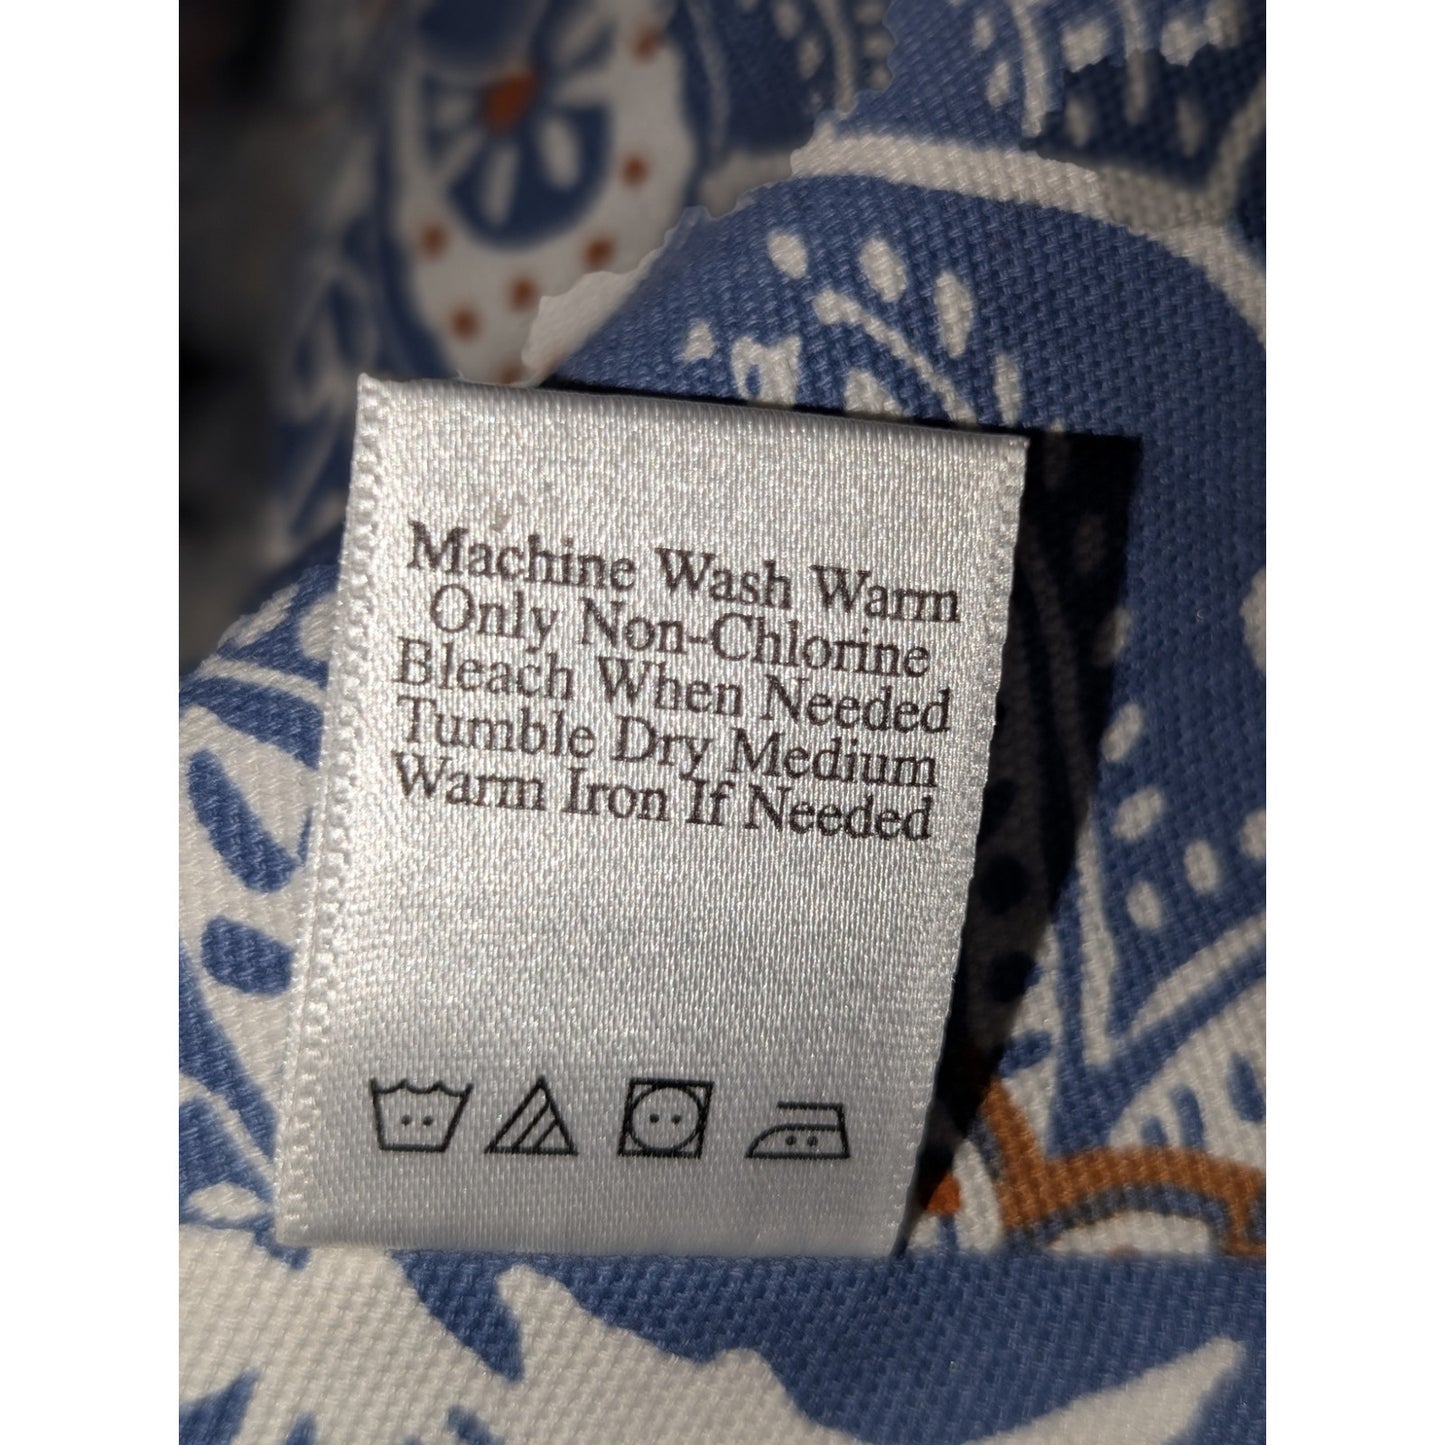 Machine Wash Warm
Only Non-Chlorine
Bleach When Needed
Tumble Dry Medium
Warm Iron If Needed